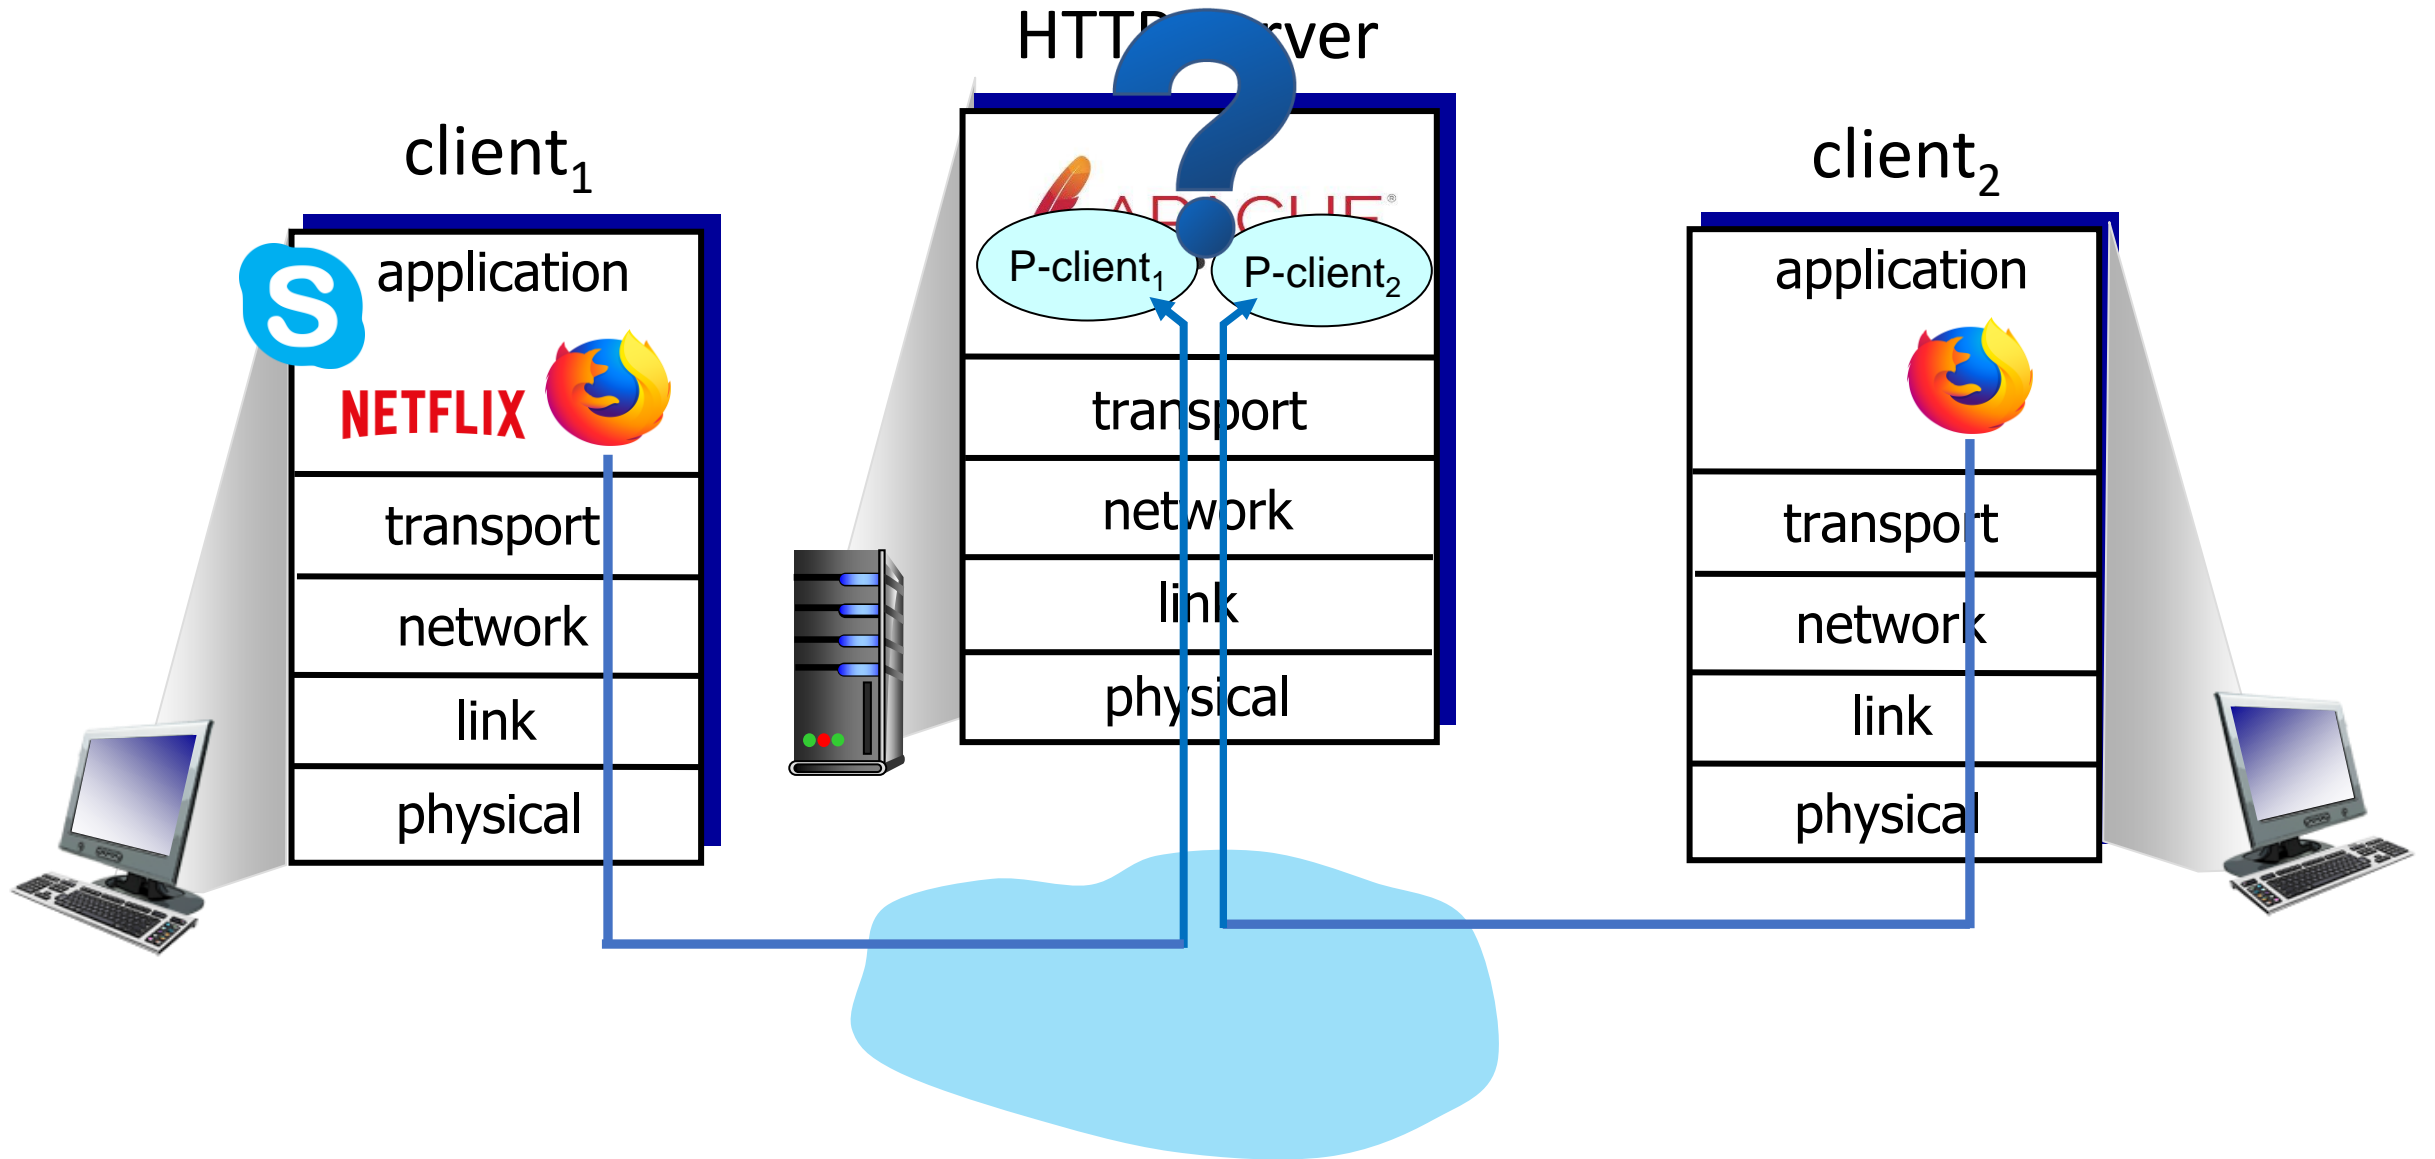 HTTP server
client1
application
NETFLIX
transport
network
link
physical
APACHE®
P-client1
P-client2
transport
network
link
physical
client2
application
transport
network
link
physical